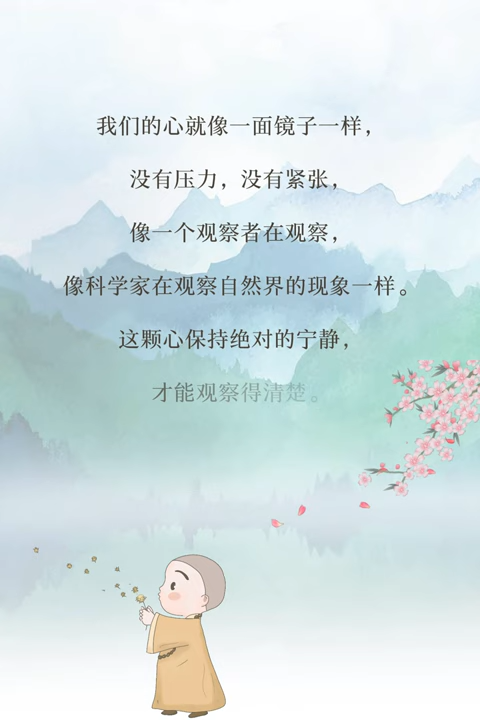 我们的心就像一面镜子一样，
没有压力，没有紧张，
像一个观察者在观察，
像科学家在观察自然界的现象一样。
这颗心保持绝对的宁静，
才能观察得清楚。